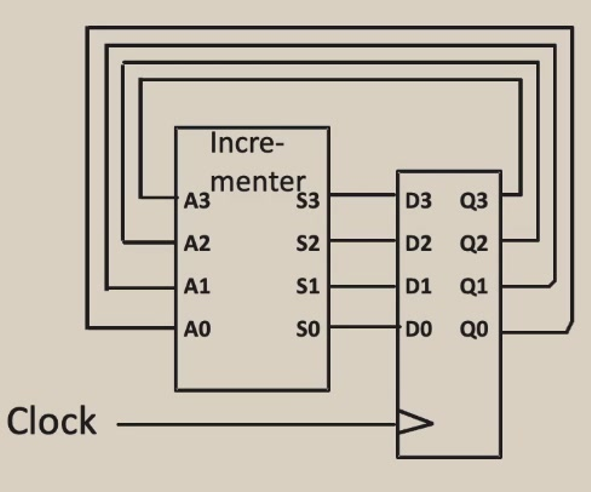 Incre-
menter
A3 S3 D3 Q3
A2 S2 D2 Q2
A1 S1 D1 Q1
A0 S0 D0 Q0
Clock